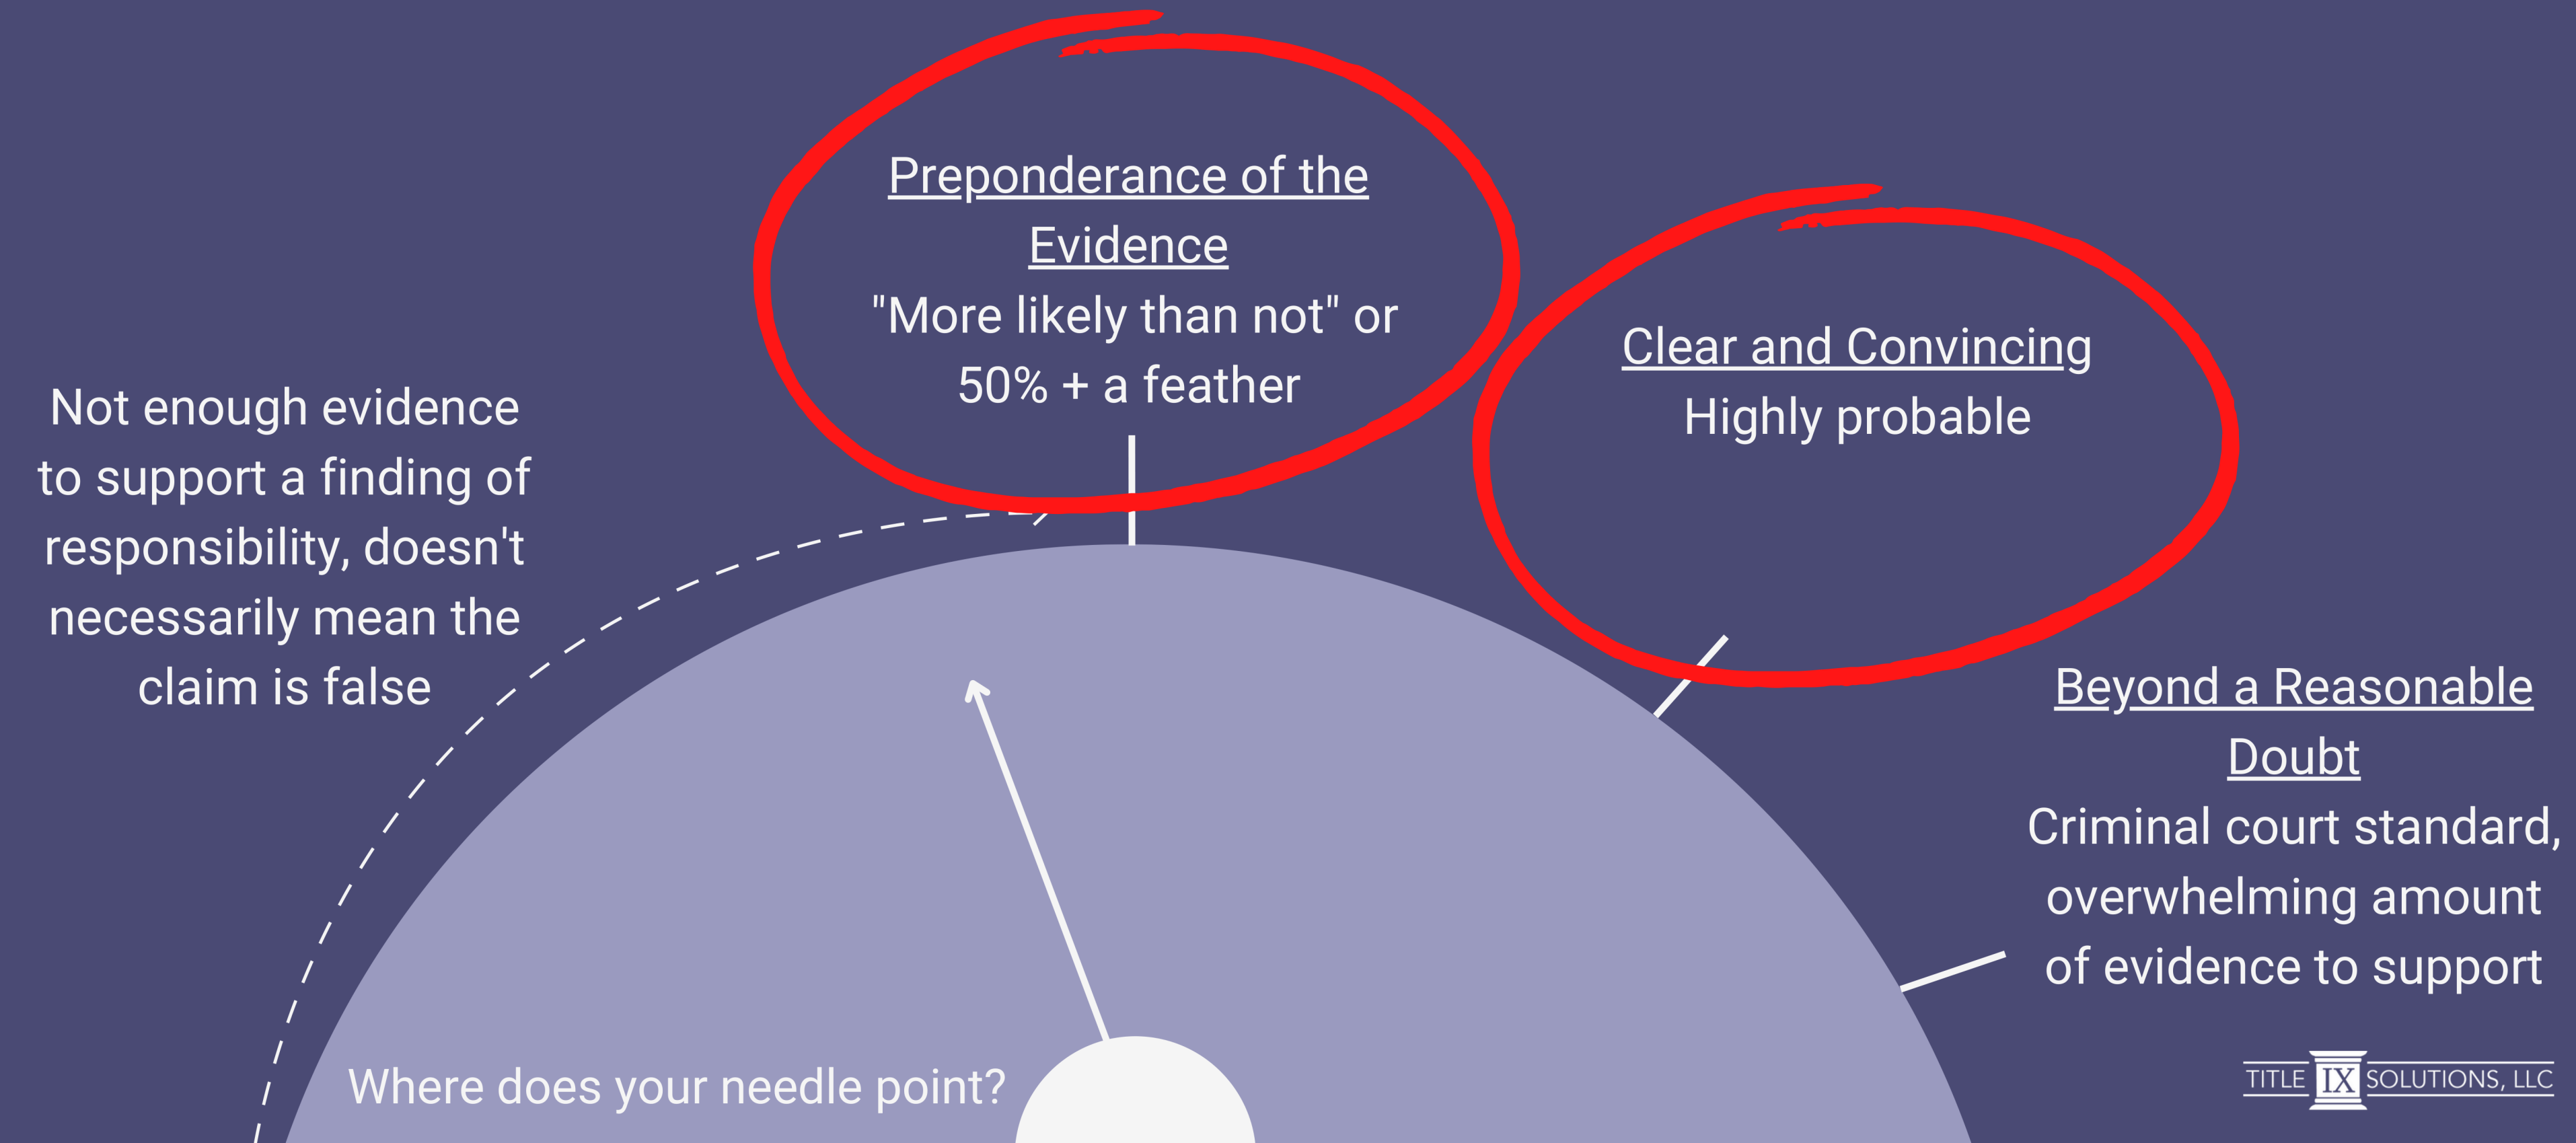 Preponderance of the
Evidence
"More likely than not" or
50% + a feather
Clear and Convincing
Highly probable
Not enough evidence
to support a finding of
responsibility, doesn't
necessarily mean the
claim is false
Beyond a Reasonable
Doubt
Criminal court standard,
overwhelming amount
of evidence to support
Where does your needle point?
TITLE IX SOLUTIONS, LLC